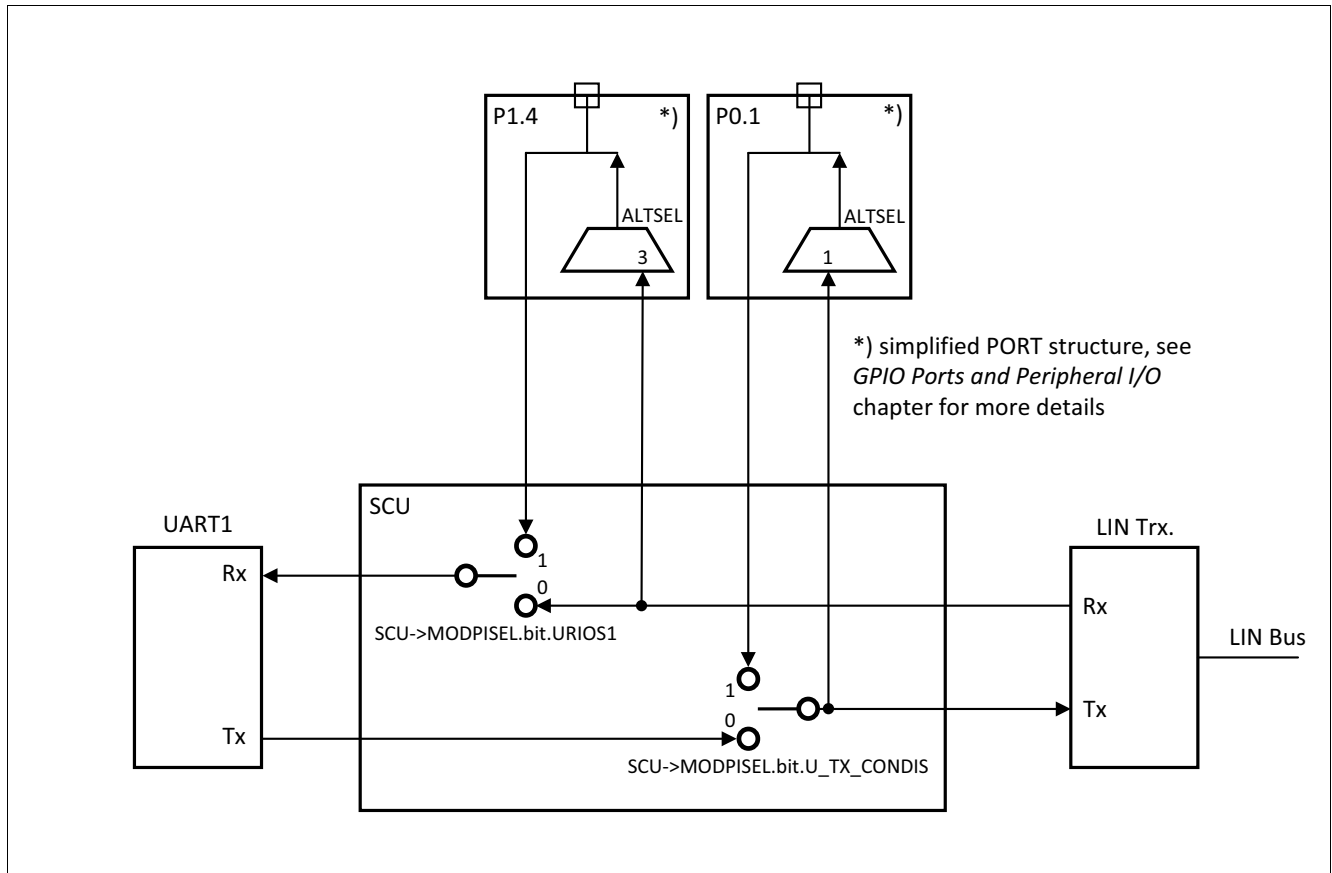 P1.4
*)
P0.1
*)
ALTSEL
3
ALTSEL
1
*) simplified PORT structure, see
GPIO Ports and Peripheral I/O
chapter for more details
SCU
UART1
LIN Trx.
1
Rx
0
Rx
SCU->MODPISEL.bit.URIOS1
LIN Bus
1
0
Tx
Tx
SCU->MODPISEL.bit.U_TX_CONDIS